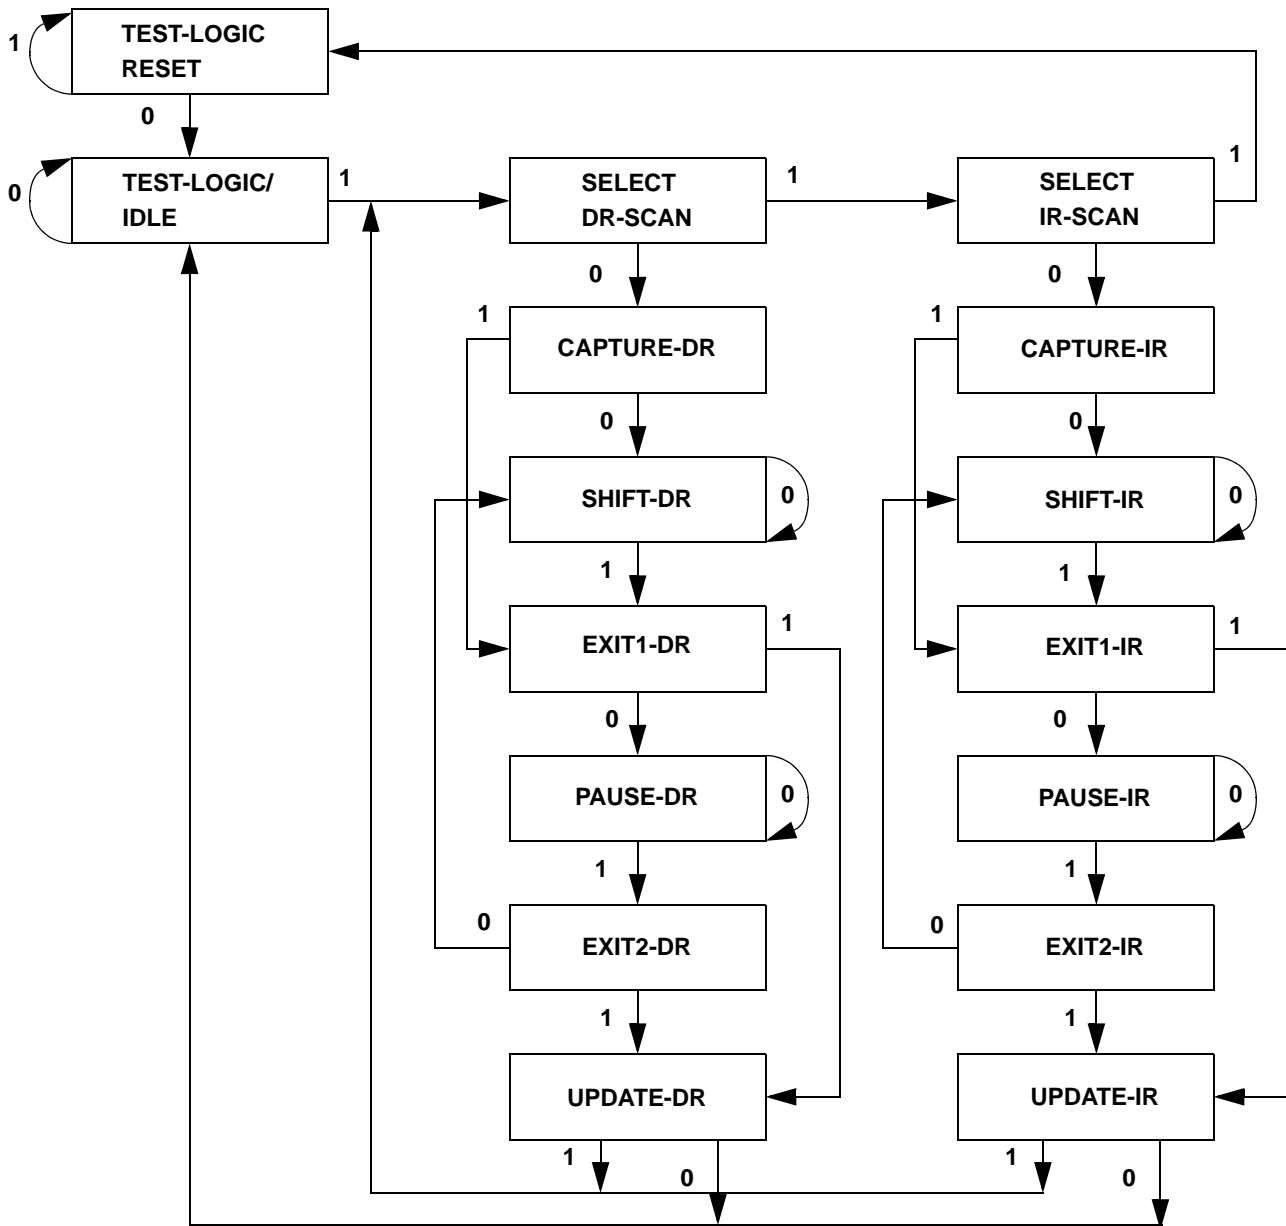 TEST-LOGIC
RESET
1
0
TEST-LOGIC/
IDLE
0
1
SELECT
DR-SCAN
1
SELECT
IR-SCAN
1
0
0
1
CAPTURE-DR
1
CAPTURE-IR
0
0
SHIFT-DR
0
SHIFT-IR
0
1
1
EXIT1-DR
1
EXIT1-IR
1
0
0
PAUSE-DR
0
PAUSE-IR
0
1
1
0
EXIT2-DR
0
EXIT2-IR
1
1
UPDATE-DR
UPDATE-IR
1
0
1
0